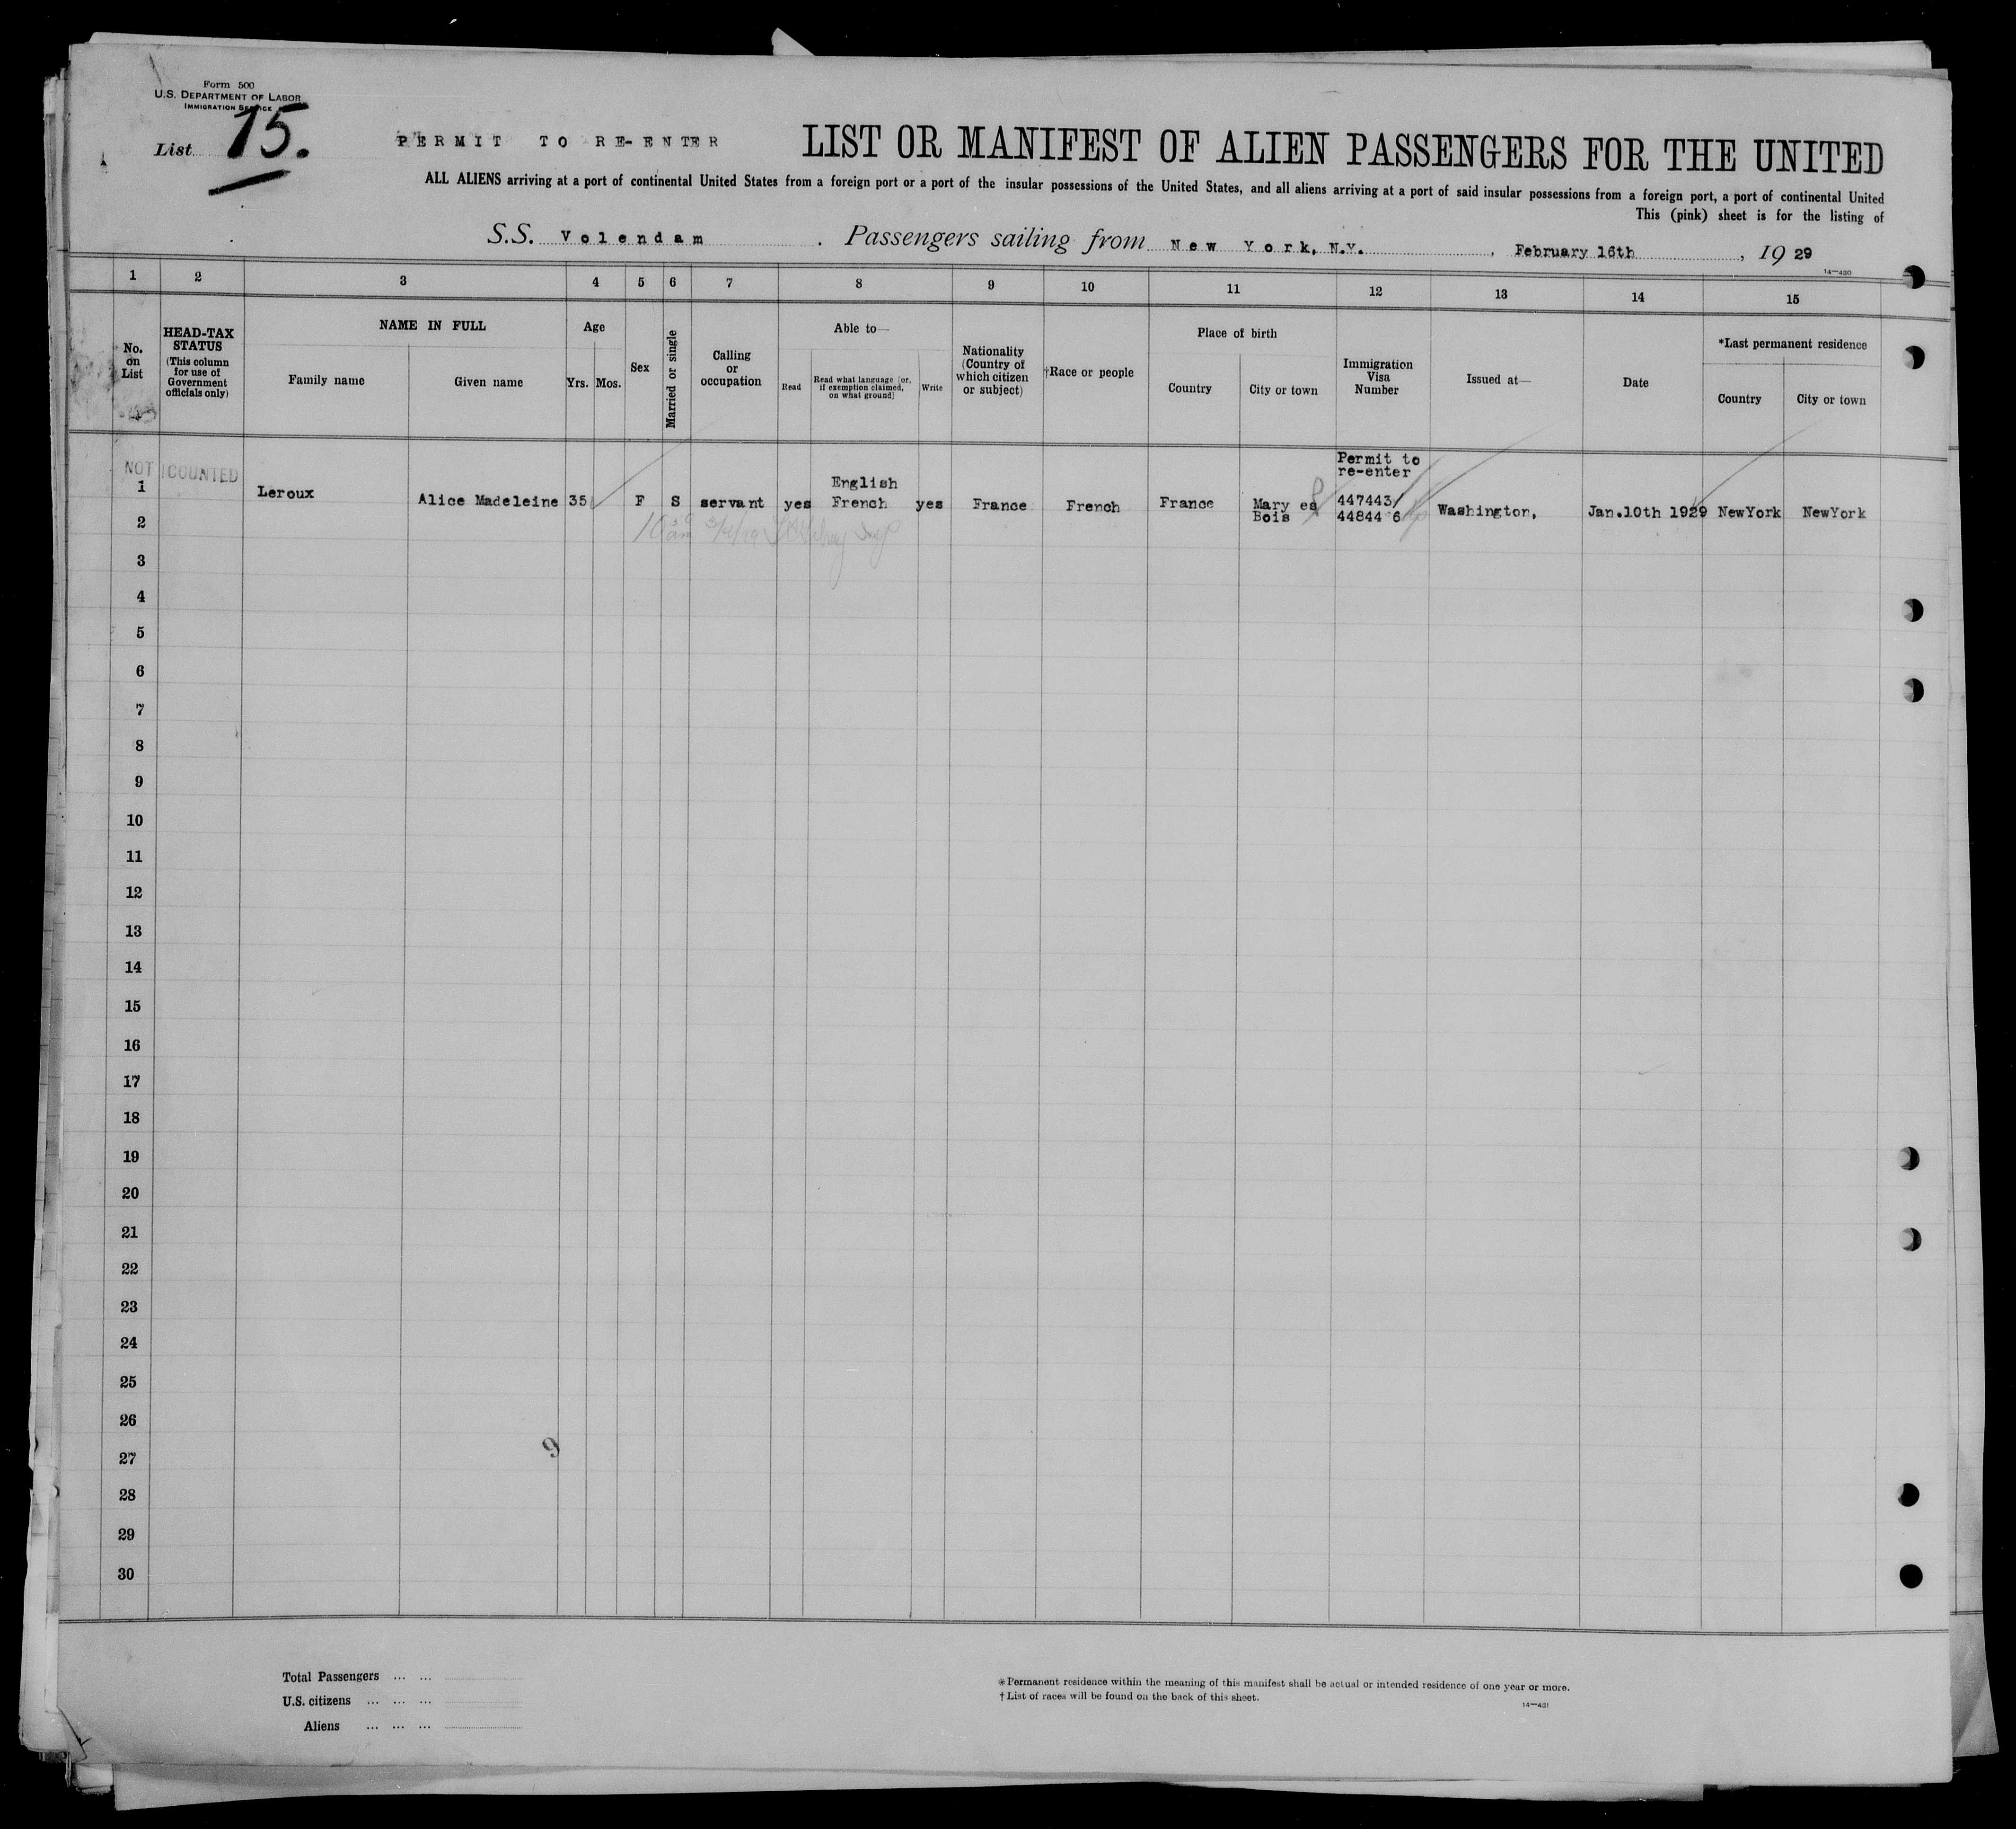 Form 500
U.S. DEPARTMENT OF LABOR
IMMIGRATION SERVICE
List 15.
PERMIT TO RE-ENTER
LIST OR MANIFEST OF ALIEN PASSENGERS FOR THE UNITED
ALL ALIENS arriving at a port of continental United States from a foreign port or a port of the insular possessions of the United States, and all aliens arriving at a port of said insular possessions from a foreign port, a port of continental United
This (pink) sheet is for the listing of
S.S. Volendam. Passengers sailing from New York, N.Y., February 16th, 1929
14—430
1 2 3 4 5 6 7 8 9 10 11 12 13 14 15
No. on List
HEAD-TAX STATUS
(This column for use of Government officials only)
NAME IN FULL
Family name
Given name
Age
Yrs. Mos.
Sex
Married or single
Calling or occupation
Able to—
Read
Read what language [or, if exemption claimed, on what ground]
Write
Nationality (Country of which citizen or subject)
†Race or people
Place of birth
Country
City or town
Immigration Visa Number
Issued at—
Date
*Last permanent residence
Country
City or town
NOT COUNTED
1 Leroux Alice Madeleine 35 F S servant yes English French yes France French France Mary es Bois Permit to re-enter 447443/ 44844 6 Washington, Jan.10th 1929 NewYork NewYork
2
10 30 am
3
4
5
6
7
8
9
10
11
12
13
14
15
16
17
18
19
20
21
22
23
24
25
26
9
27
28
29
30
Total Passengers ... ...
U.S. citizens ... ... ...
Aliens ... ... ...
*Permanent residence within the meaning of this manifest shall be actual or intended residence of one year or more.
†List of races will be found on the back of this sheet.
14—431